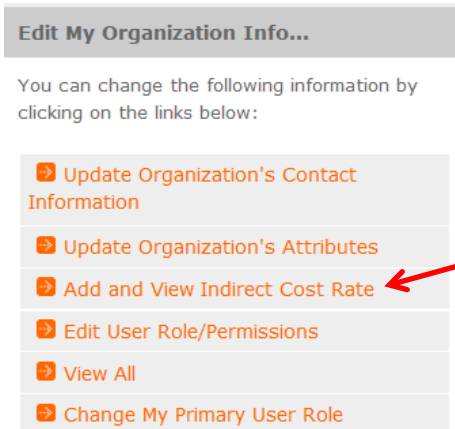 Edit My Organization Info...
You can change the following information by
clicking on the links below:
Update Organization's Contact
Information
Update Organization's Attributes
Add and View Indirect Cost Rate
Edit User Role/Permissions
View All
Change My Primary User Role